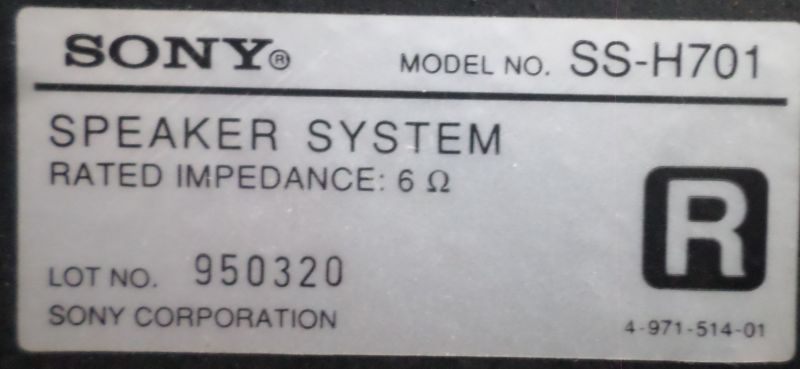 SONY® MODEL NO. SS-H701
SPEAKER SYSTEM
RATED IMPEDANCE: 6 Ω
R
LOT NO. 950320
SONY CORPORATION
4-971-514-01